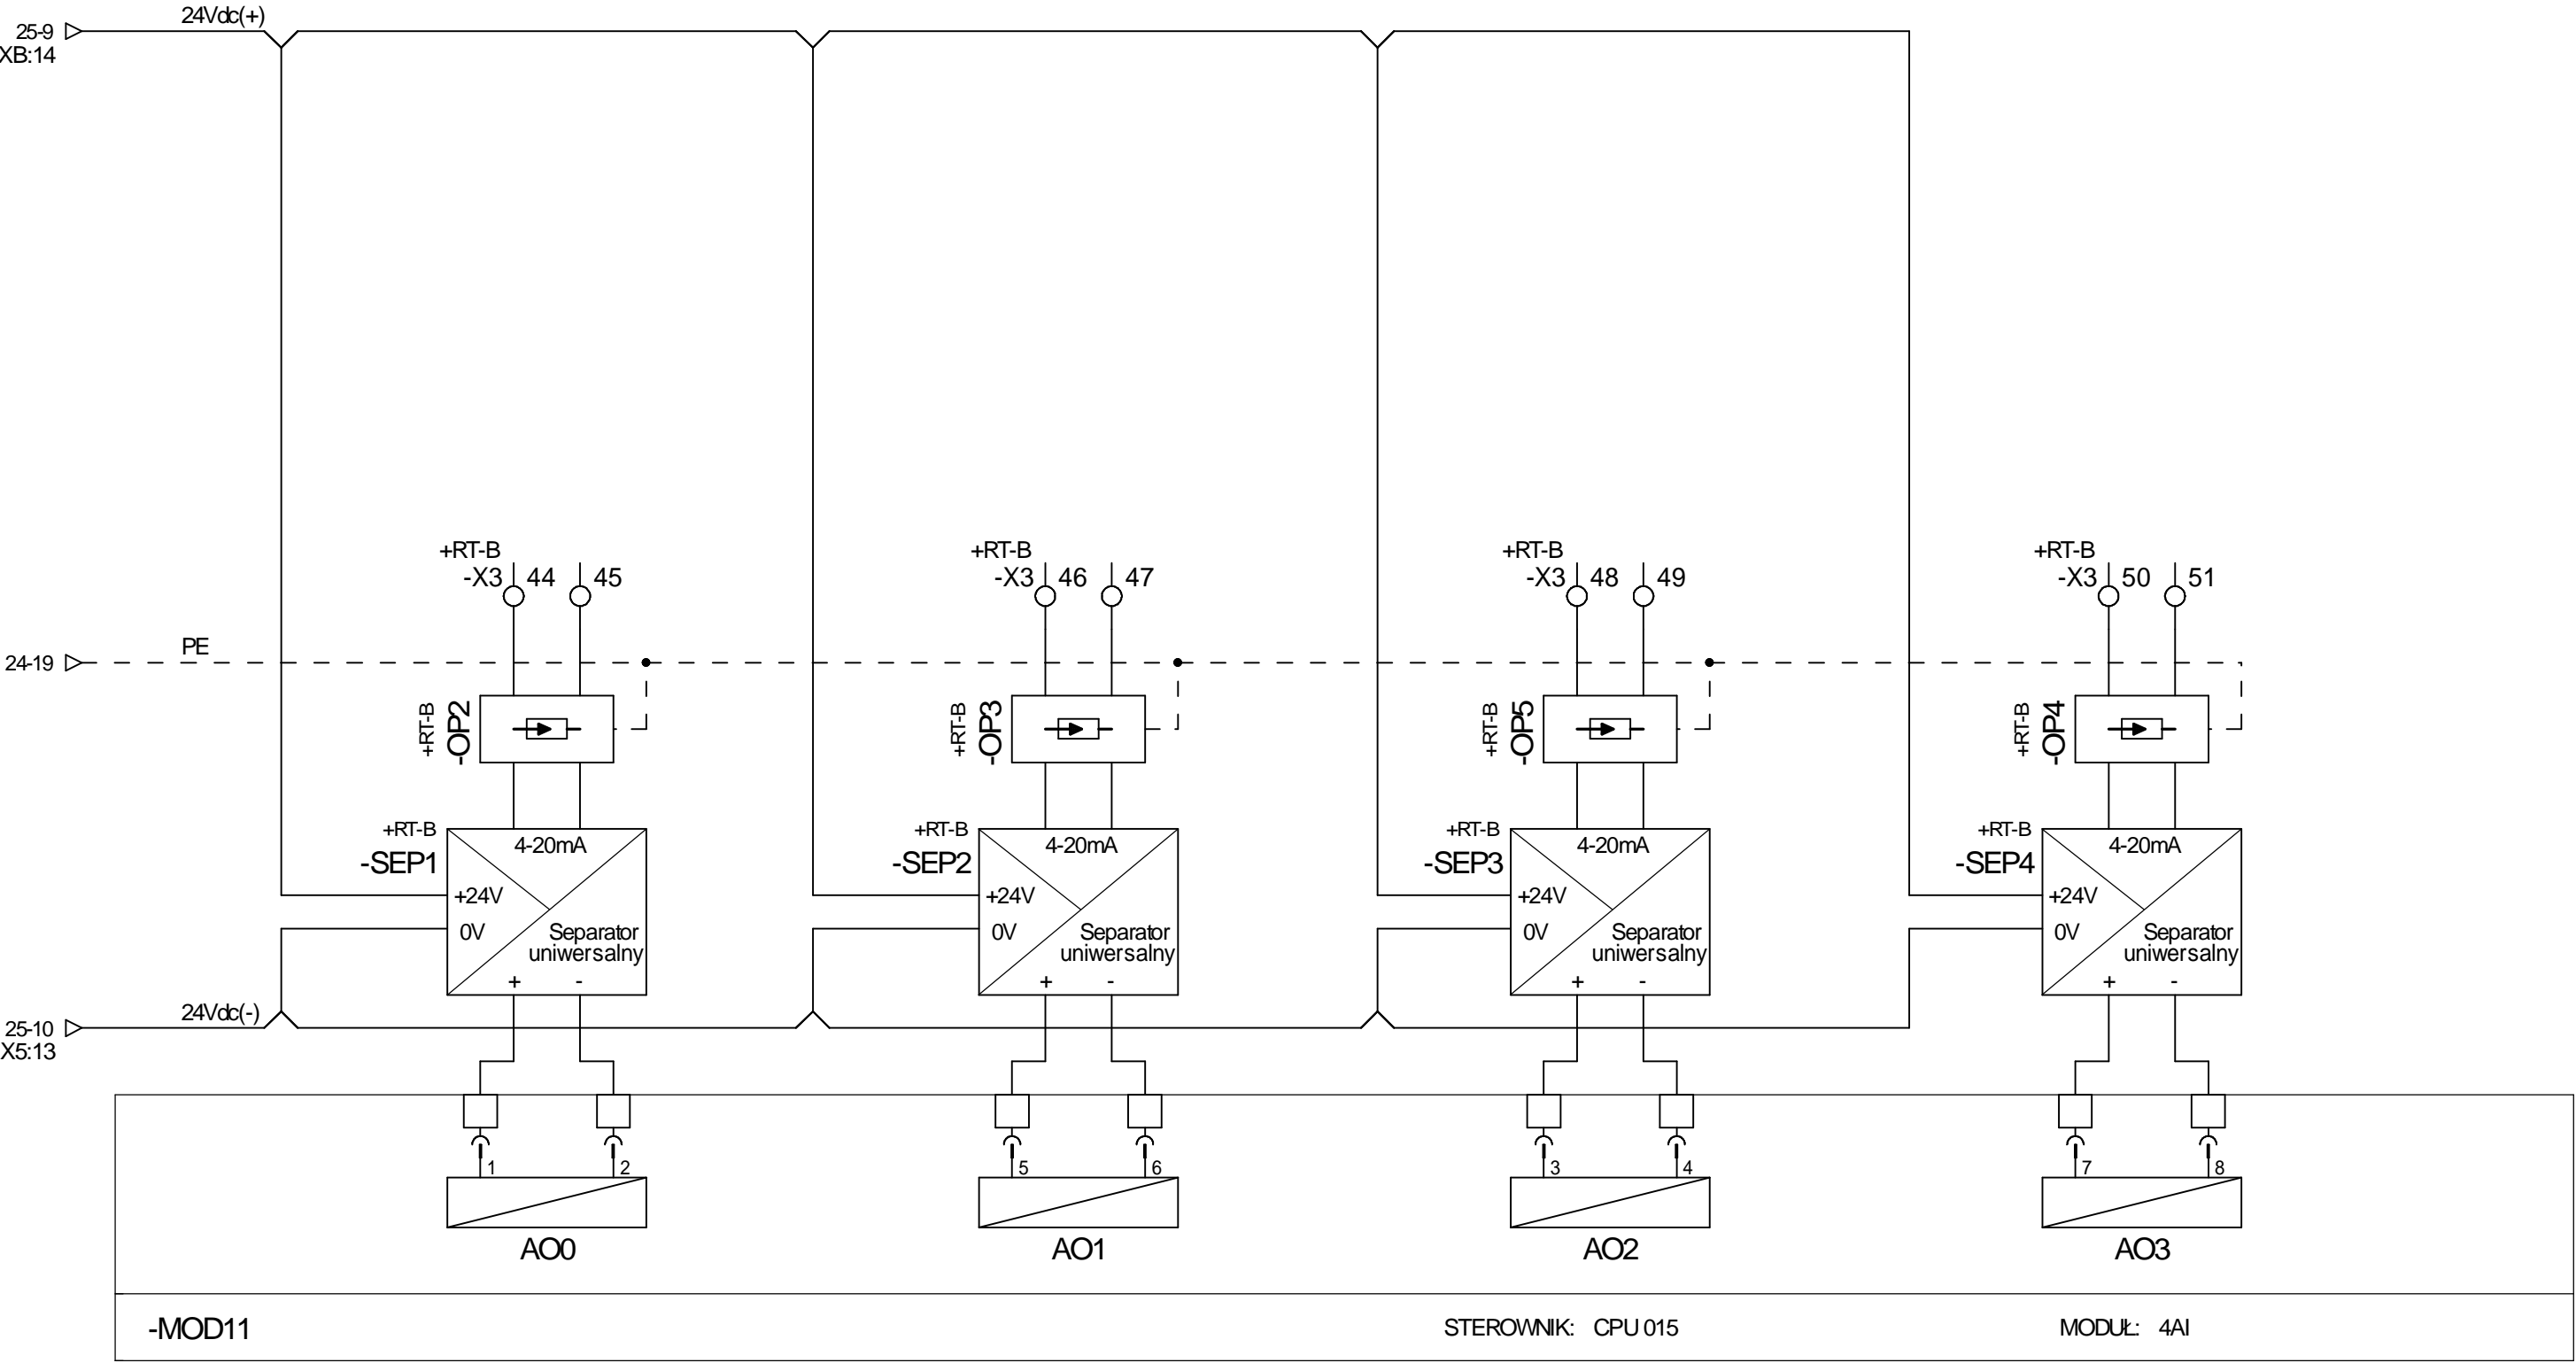 24Vdc(+)
25-9
XB:14
+RT-B
-X3 44 45
+RT-B
-X3 46 47
+RT-B
-X3 48 49
+RT-B
-X3 50 51
PE
24-19
+RT-B
-OP2
+RT-B
-OP3
+RT-B
-OP5
+RT-B
-OP4
+RT-B
-SEP1
4-20mA
+24V
0V
Separator
uniwersalny
+ -
+RT-B
-SEP2
4-20mA
+24V
0V
Separator
uniwersalny
+ -
+RT-B
-SEP3
4-20mA
+24V
0V
Separator
uniwersalny
+ -
+RT-B
-SEP4
4-20mA
+24V
0V
Separator
uniwersalny
+ -
24Vdc(-)
25-10
X5:13
1 2 5 6 3 4 7 8
AO0 AO1 AO2 AO3
-MOD11 STEROWNIK: CPU 015 MODUŁ: 4AI